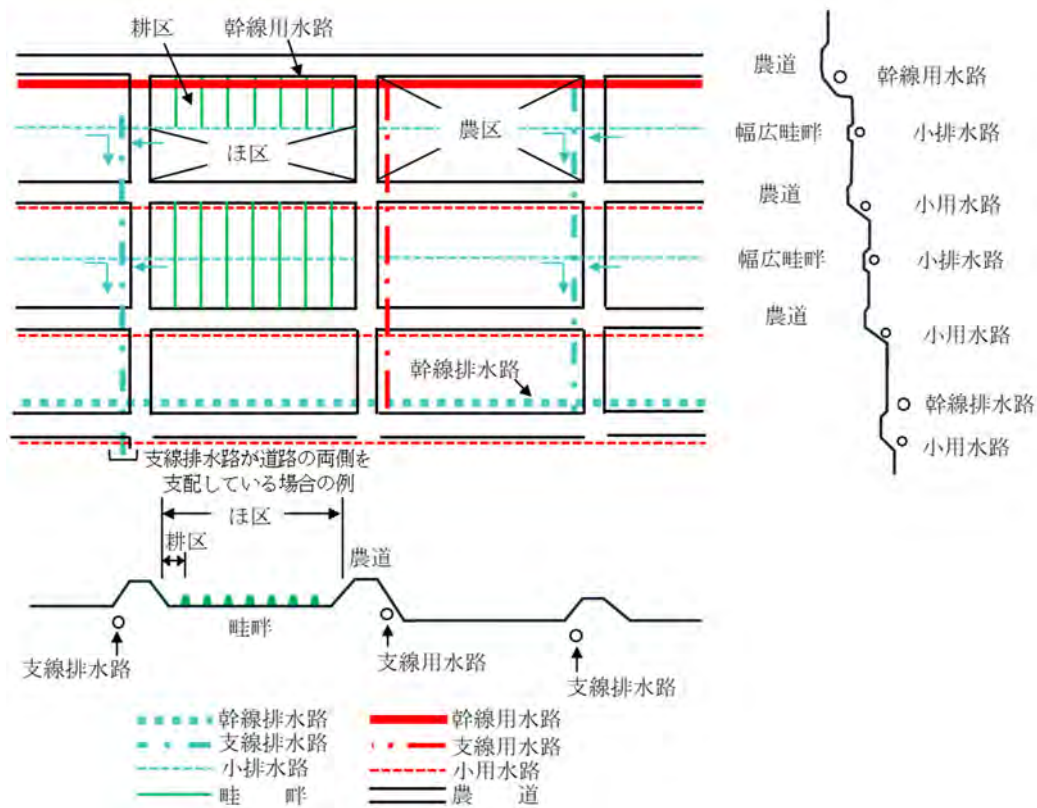 耕区
幹線用水路
ほ区
農区
幹線排水路
支線排水路が道路の両側を
支配している場合の例
農道
幹線用水路
幅広畦畔
小排水路
農道
小用水路
幅広畦畔
小排水路
農道
小用水路
幹線排水路
小用水路
ほ区
耕区
農道
畦畔
支線排水路
支線用水路
支線排水路
幹線排水路
幹線用水路
支線排水路
支線用水路
小排水路
小用水路
畦 畔
農 道